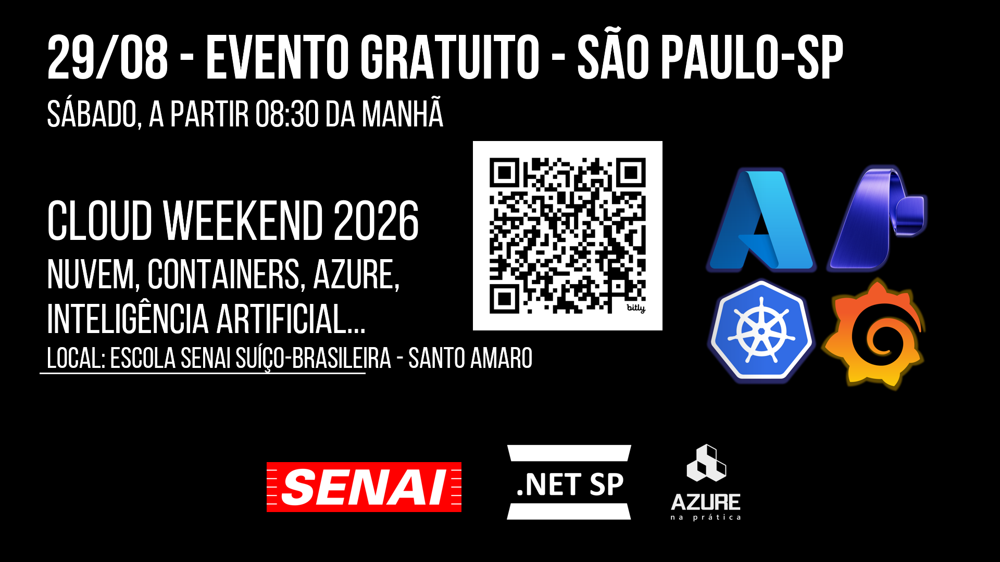 29/08 - EVENTO GRATUITO - SÃO PAULO-SP
SÁBADO, A PARTIR 08:30 DA MANHÃ
CLOUD WEEKEND 2026
NUVEM, CONTAINERS, AZURE,
INTELIGÊNCIA ARTIFICIAL...
LOCAL: ESCOLA SENAI SUÍÇO-BRASILEIRA - SANTO AMARO
bitly
SENAI
.NET SP
AZURE
na prática